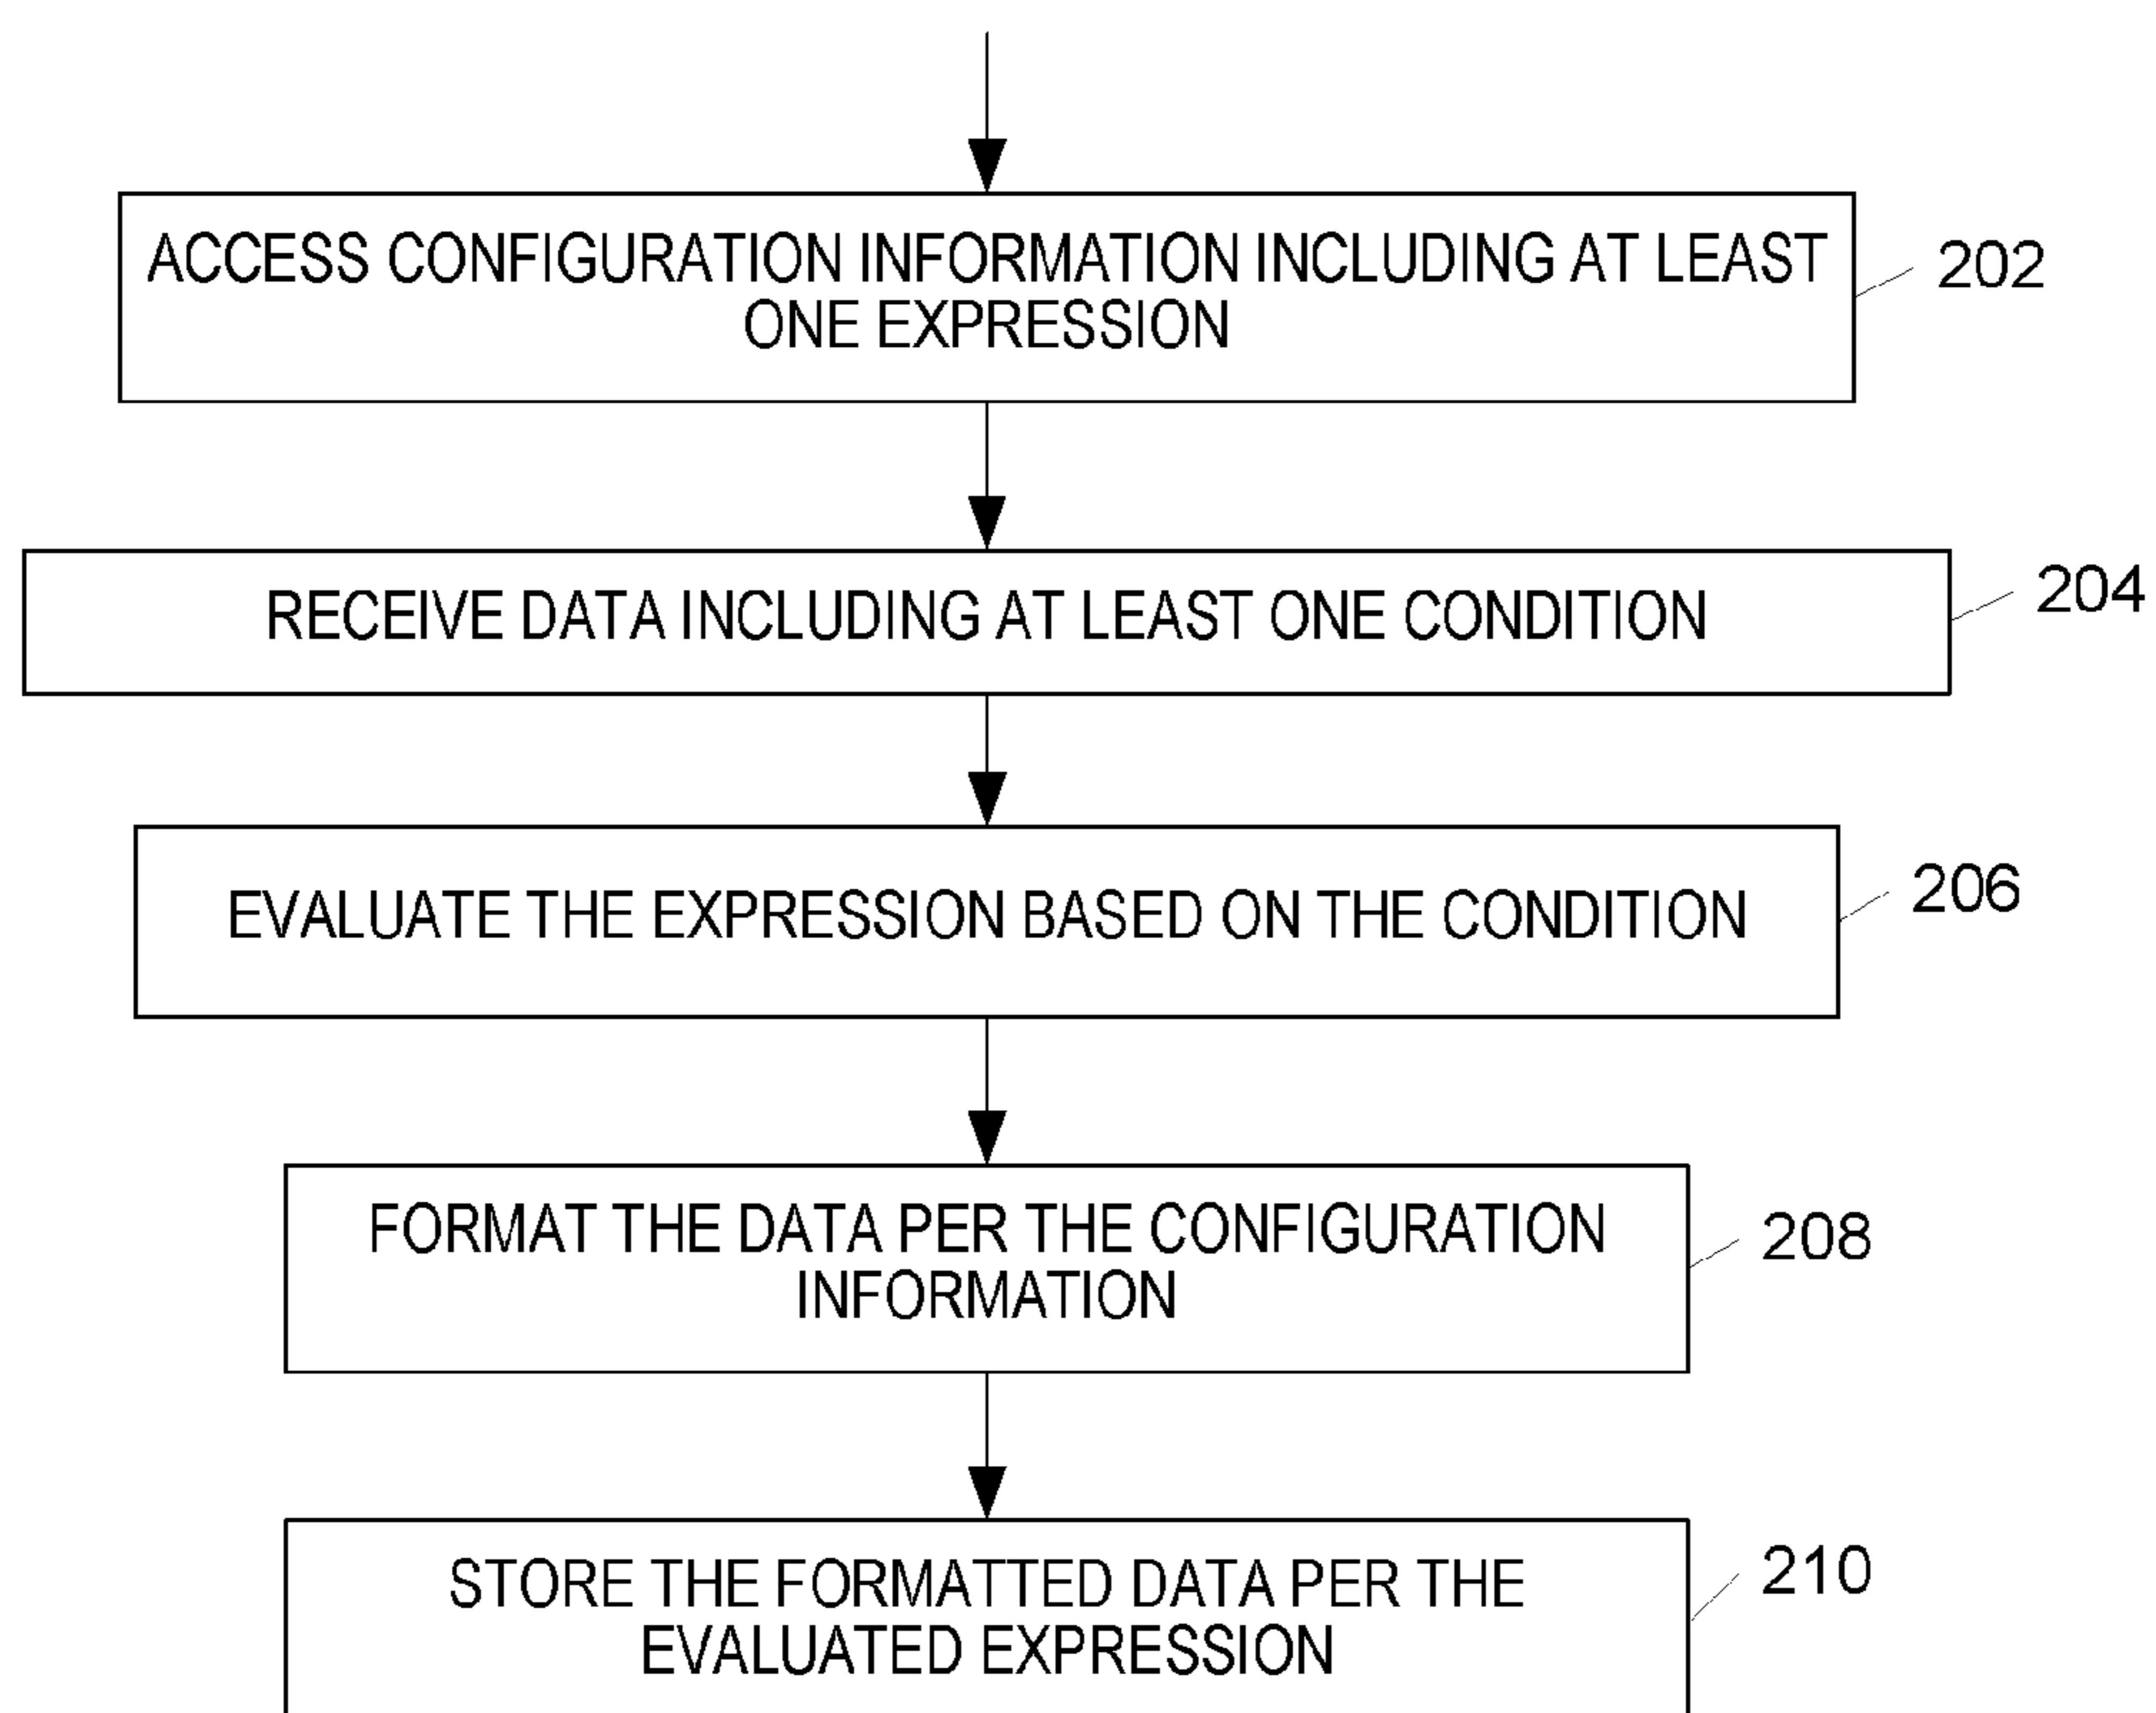 ACCESS CONFIGURATION INFORMATION INCLUDING AT LEAST
ONE EXPRESSION
202
RECEIVE DATA INCLUDING AT LEAST ONE CONDITION
204
EVALUATE THE EXPRESSION BASED ON THE CONDITION
206
FORMAT THE DATA PER THE CONFIGURATION
INFORMATION
208
STORE THE FORMATTED DATA PER THE
EVALUATED EXPRESSION
210